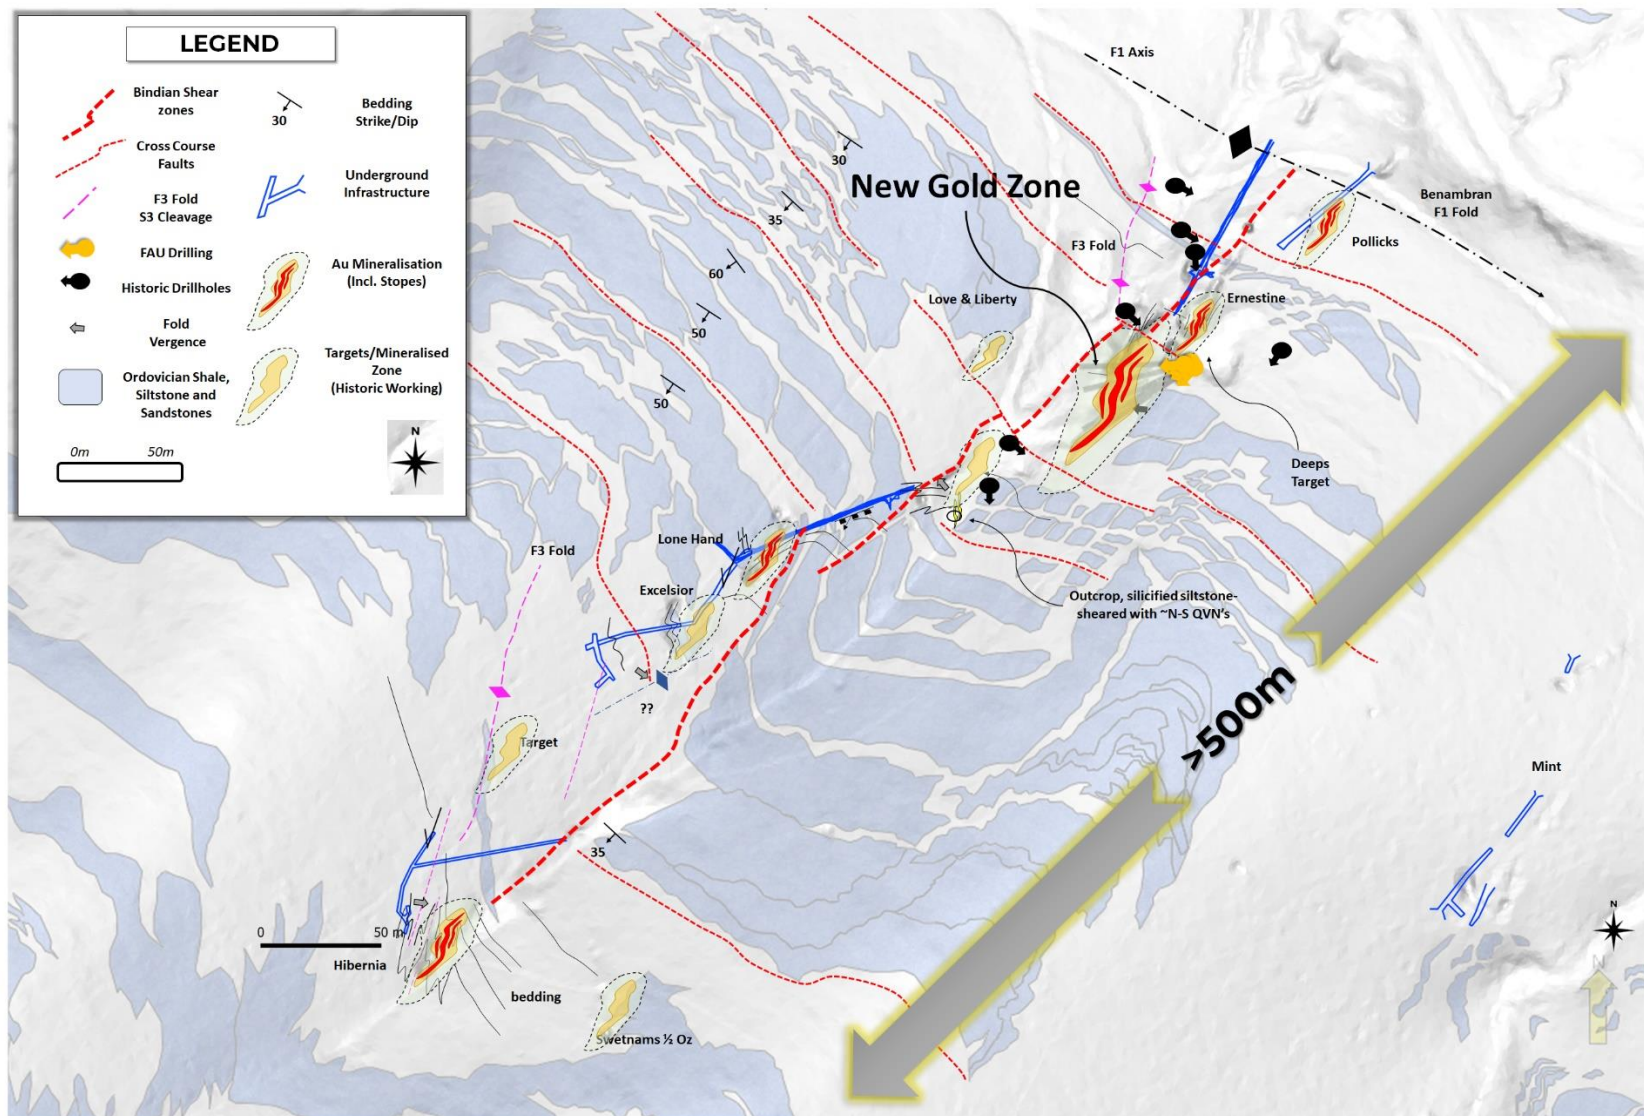 LEGEND
Bindian Shear
zones
Cross Course
Faults
F3 Fold
S3 Cleavage
FAU Drilling
Historic Drillholes
Fold
Vergence
Ordovician Shale,
Siltstone and
Sandstones
0m 50m
30
Bedding
Strike/Dip
Underground
Infrastructure
Au Mineralisation
(Incl. Stopes)
Targets/Mineralised
Zone
(Historic Working)
N
F1 Axis
30
New Gold Zone
35
Benambran
F1 Fold
Pollicks
F3 Fold
60
Love & Liberty
Ernestine
50
50
Deeps
Target
Lone Hand
F3 Fold
Excelsior
Outcrop, silicified siltstone-
sheared with ~N-S QVN's
??
>500m
Target
Mint
35
0 50 m
Hibernia
bedding
Swetnams ½ Oz
N
N